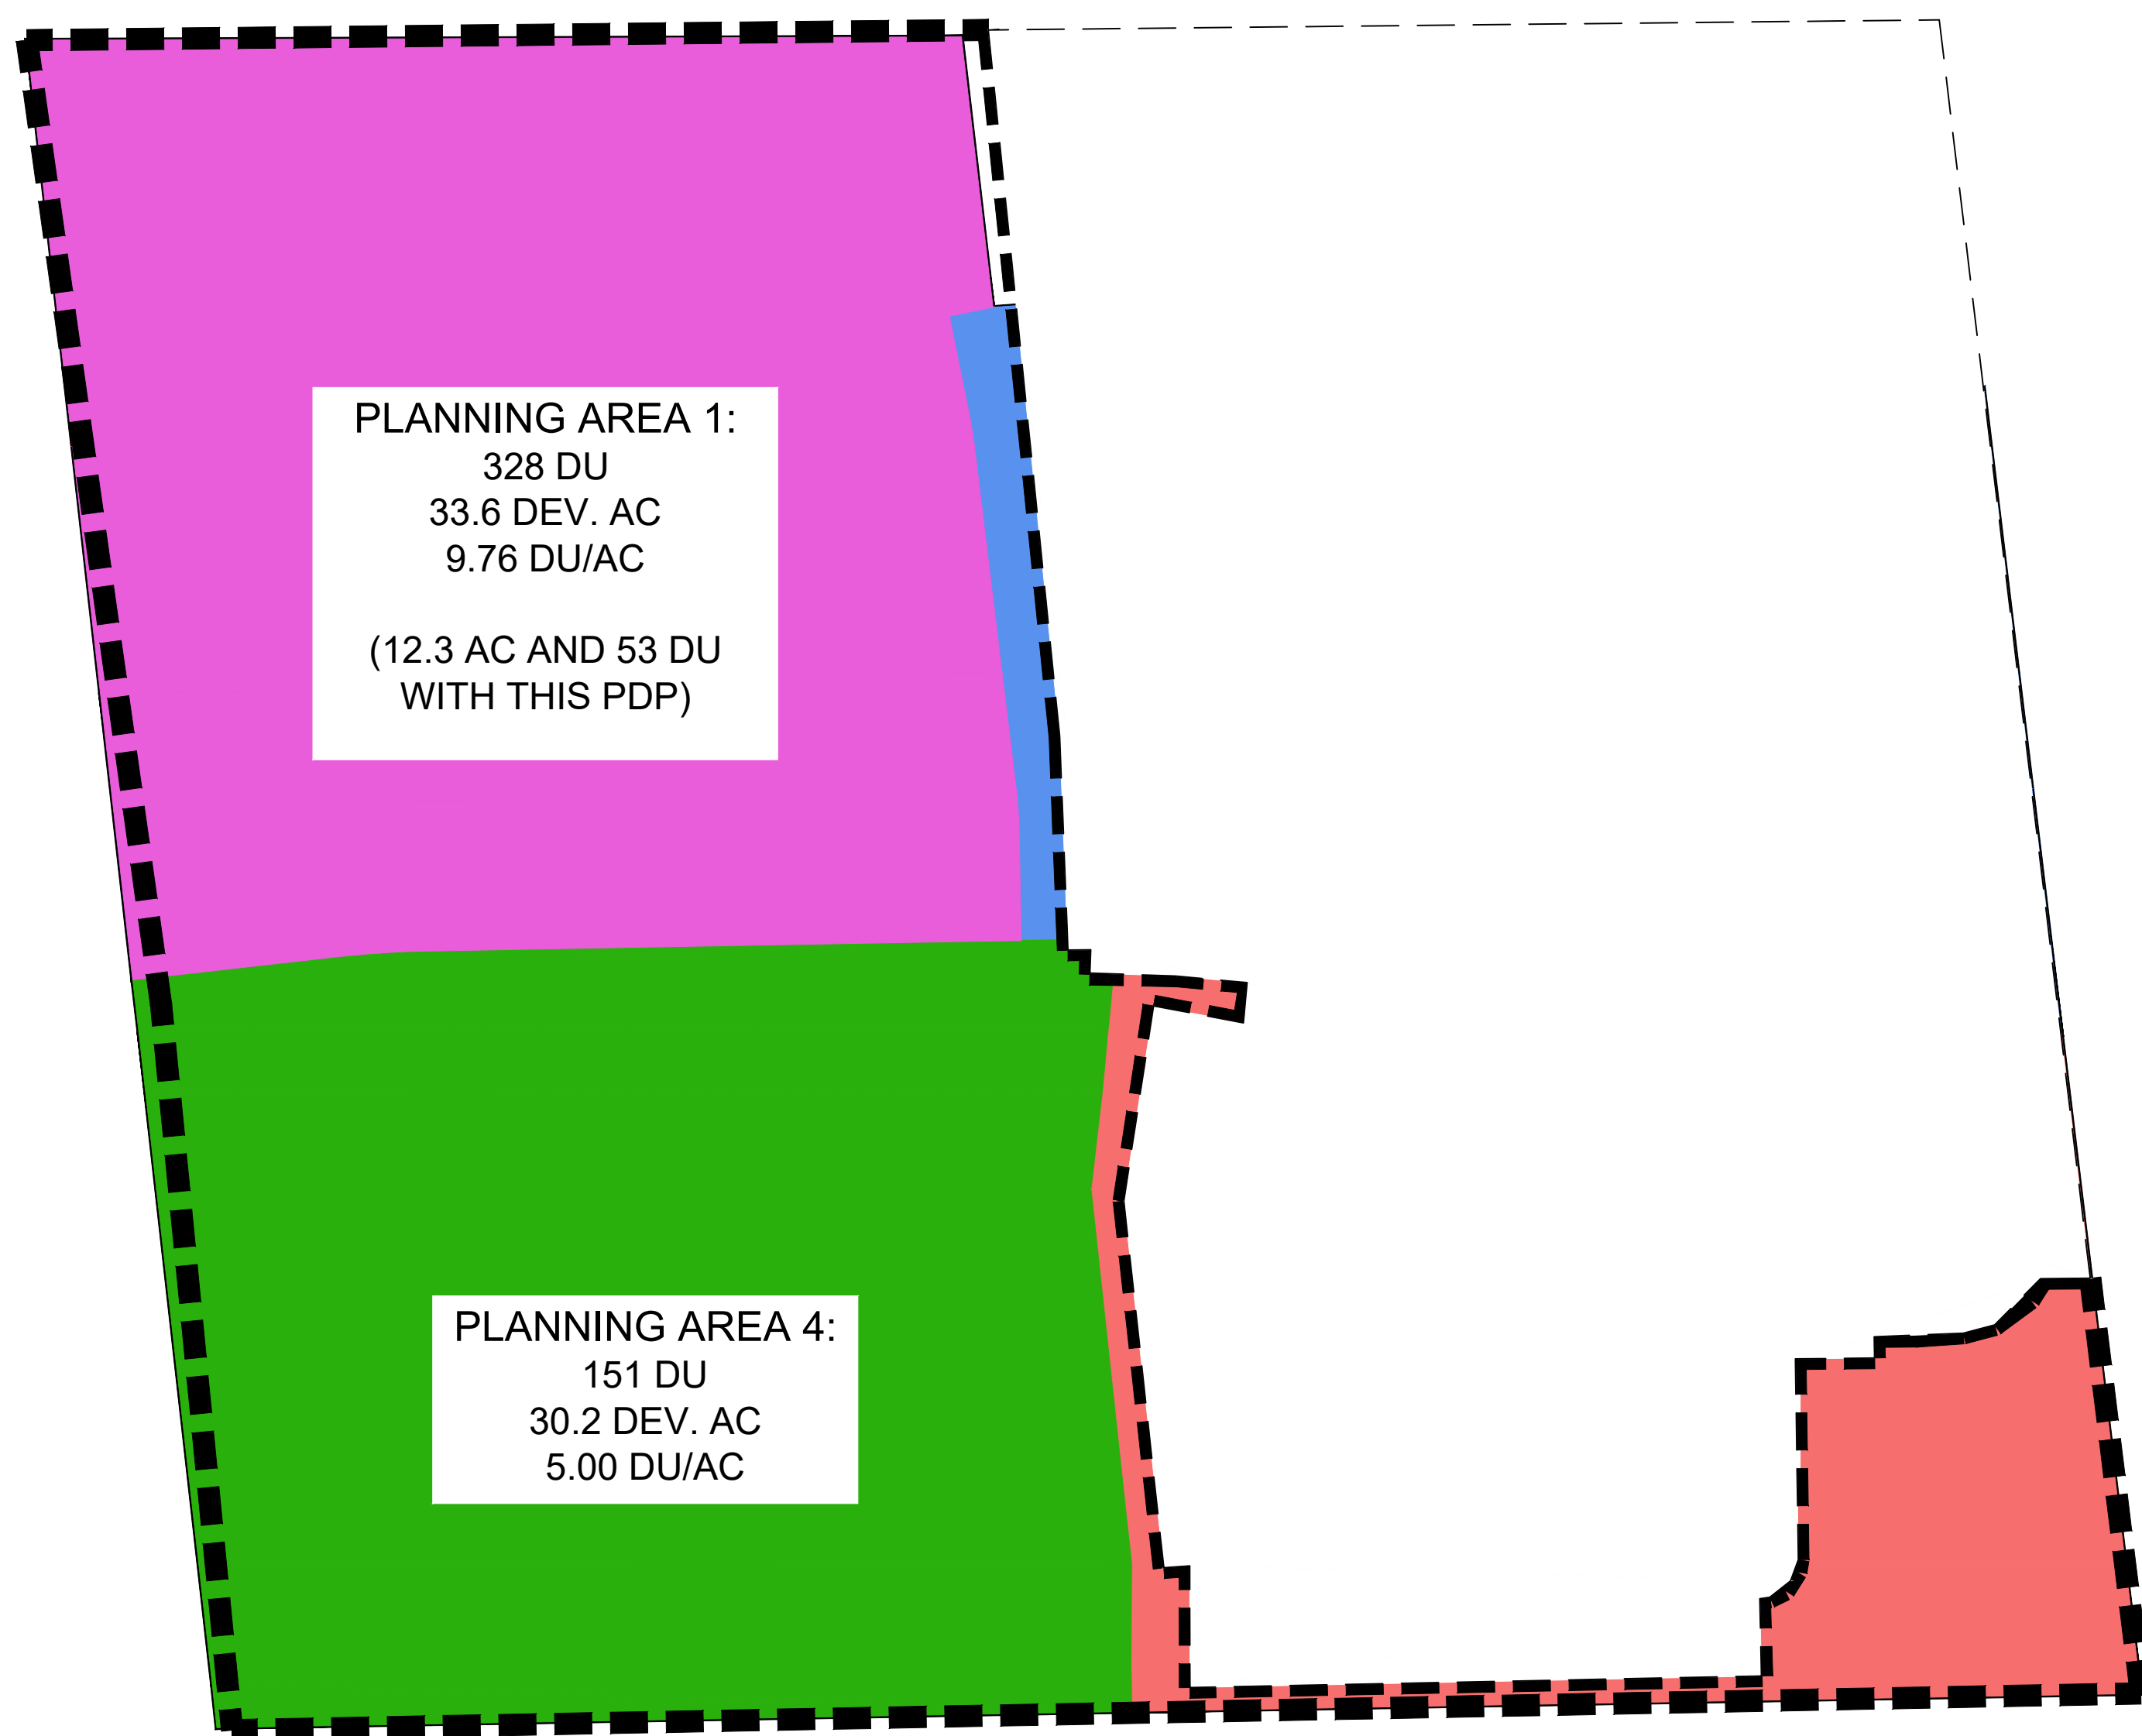 PLANNING AREA 1:
328 DU
33.6 DEV. AC
9.76 DU/AC
(12.3 AC AND 53 DU
WITH THIS PDP)
PLANNING AREA 4:
151 DU
30.2 DEV. AC
5.00 DU/AC